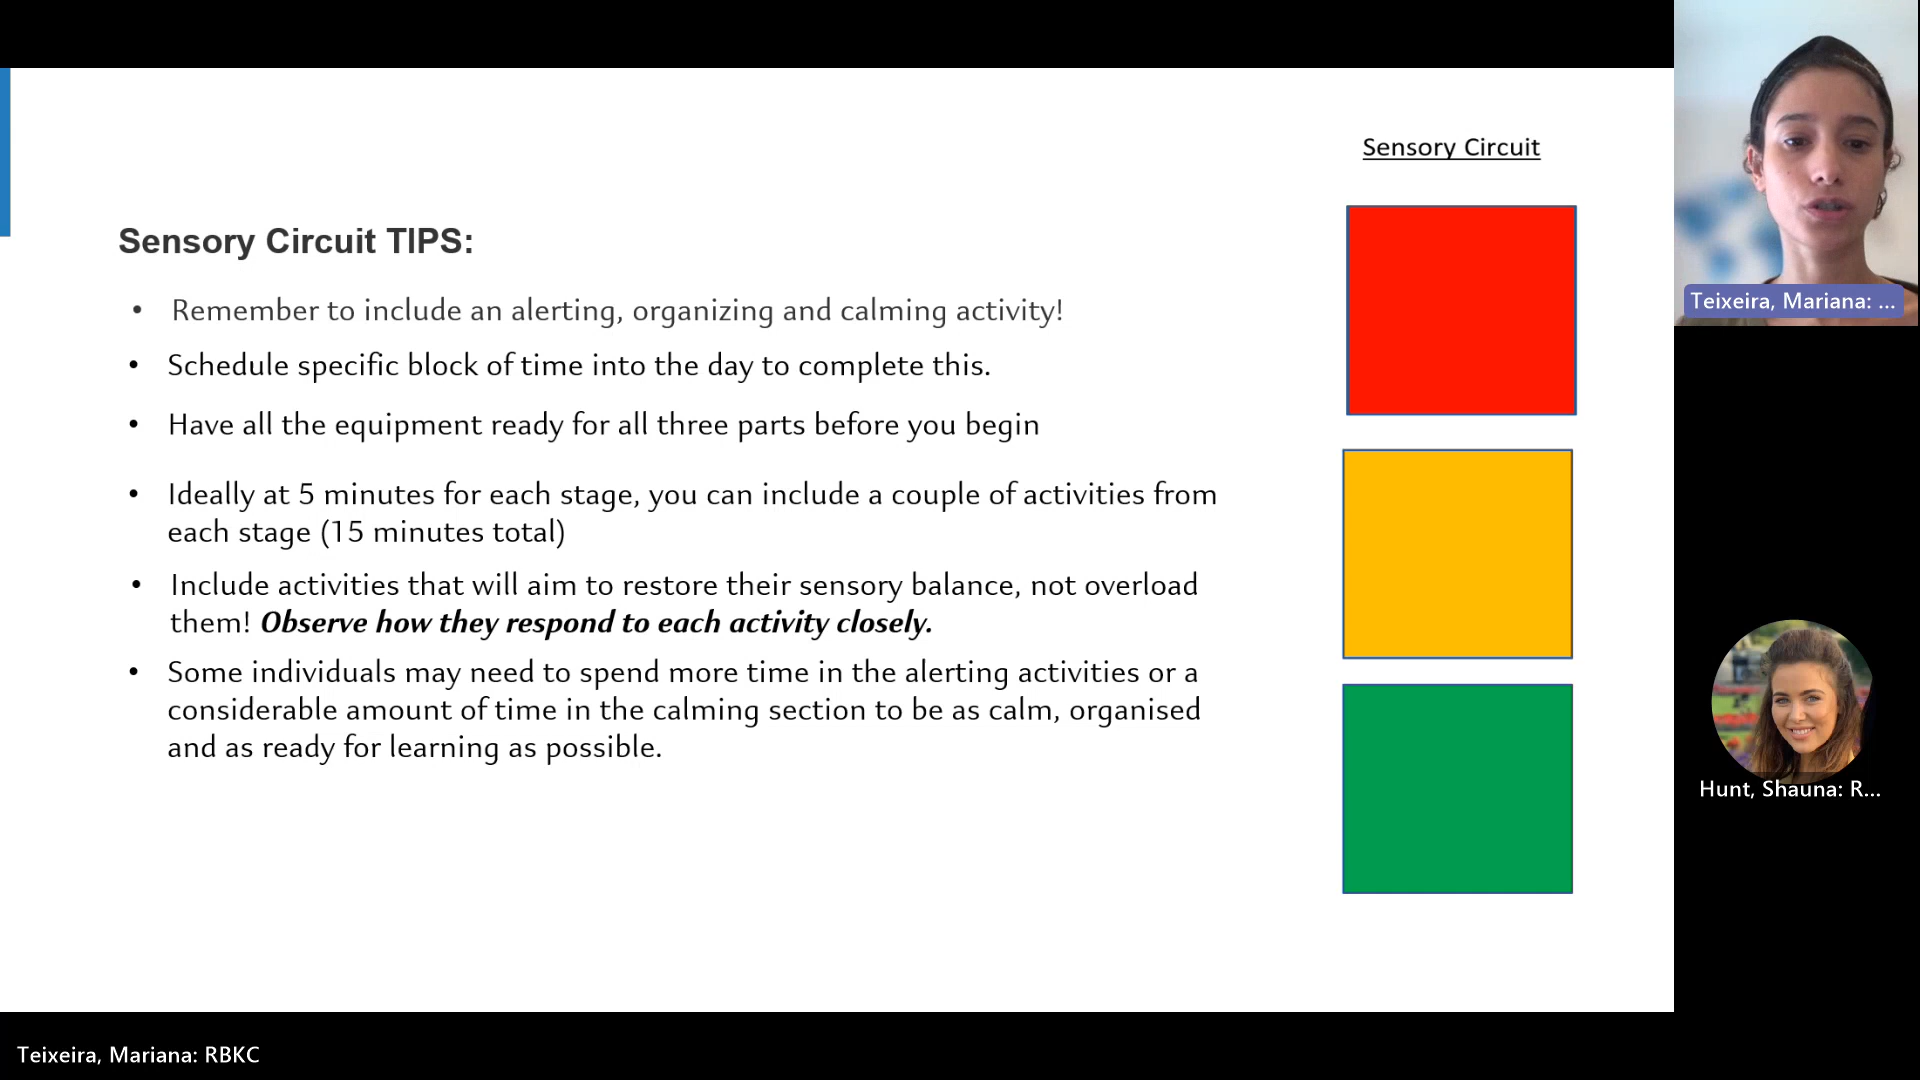 Sensory Circuit
Sensory Circuit TIPS:
• Remember to include an alerting, organizing and calming activity!
• Schedule specific block of time into the day to complete this.
• Have all the equipment ready for all three parts before you begin
• Ideally at 5 minutes for each stage, you can include a couple of activities from
each stage (15 minutes total)
• Include activities that will aim to restore their sensory balance, not overload
them! Observe how they respond to each activity closely.
• Some individuals may need to spend more time in the alerting activities or a
considerable amount of time in the calming section to be as calm, organised
and as ready for learning as possible.
Teixeira, Mariana: ...
Hunt, Shauna: R...
Teixeira, Mariana: RBKC